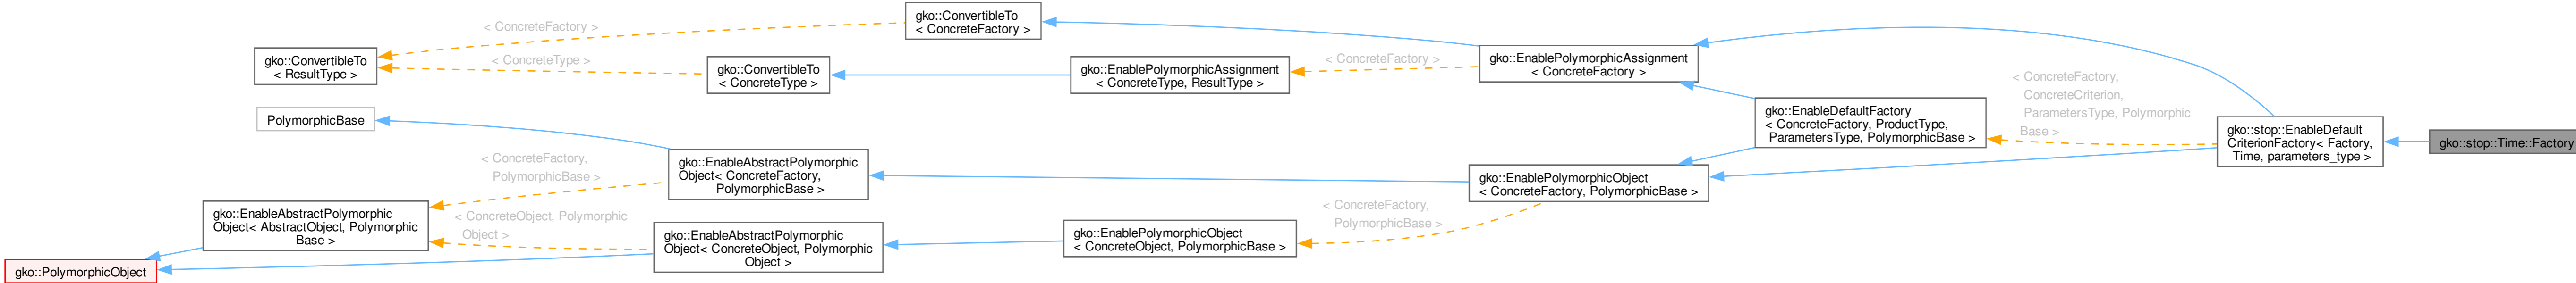 gko::ConvertibleTo
< ConcreteFactory >
< ConcreteFactory >
gko::ConvertibleTo
< ResultType >
< ConcreteType >
gko::ConvertibleTo
< ConcreteType >
gko::EnablePolymorphicAssignment
< ConcreteType, ResultType >
< ConcreteFactory >
gko::EnablePolymorphicAssignment
< ConcreteFactory >
< ConcreteFactory,
ConcreteCriterion,
ParametersType, Polymorphic
Base >
PolymorphicBase
gko::EnableDefaultFactory
< ConcreteFactory, ProductType,
ParametersType, PolymorphicBase >
gko::stop::EnableDefault
CriterionFactory< Factory,
Time, parameters_type >
gko::stop::Time::Factory
< ConcreteFactory,
PolymorphicBase >
gko::EnableAbstractPolymorphic
Object< ConcreteFactory,
PolymorphicBase >
gko::EnablePolymorphicObject
< ConcreteFactory, PolymorphicBase >
gko::EnableAbstractPolymorphic
Object< AbstractObject, Polymorphic
Base >
< ConcreteObject, Polymorphic
Object >
gko::EnableAbstractPolymorphic
Object< ConcreteObject, Polymorphic
Object >
gko::EnablePolymorphicObject
< ConcreteObject, PolymorphicBase >
< ConcreteFactory,
PolymorphicBase >
gko::PolymorphicObject